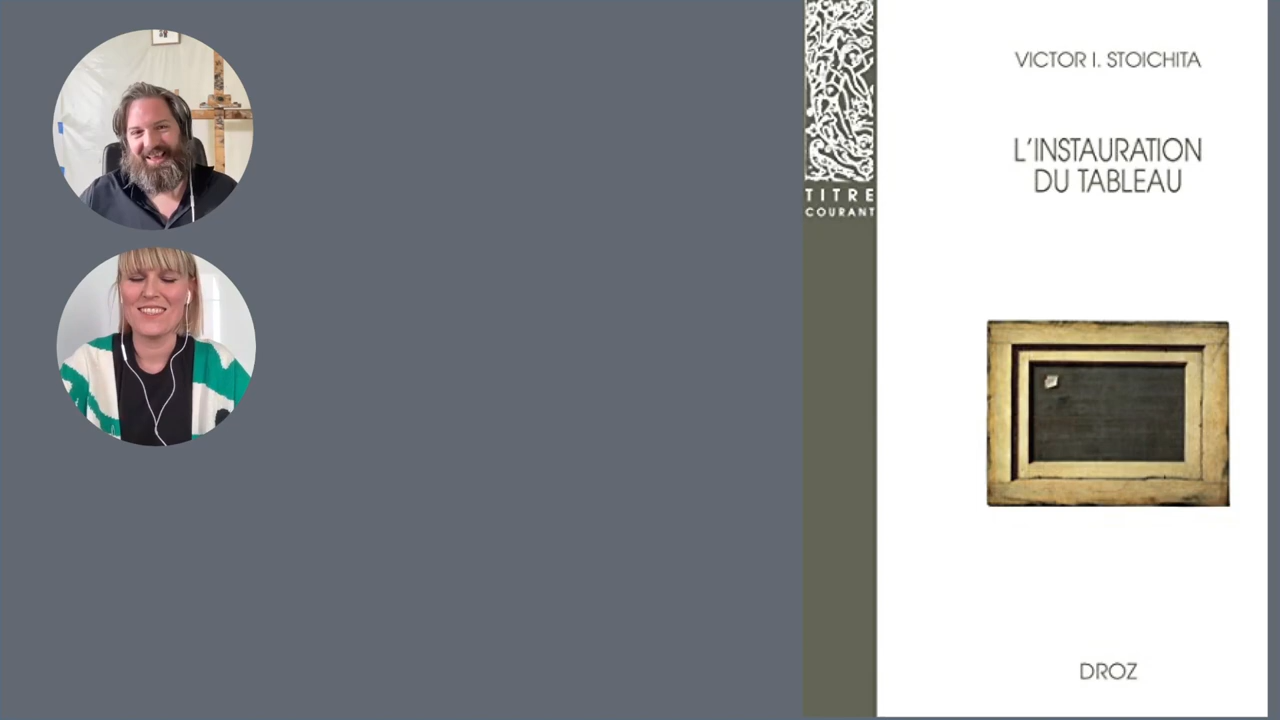 TITRE
COURANT
VICTOR I. STOICHITA
L'INSTAURATION
DU TABLEAU
DROZ